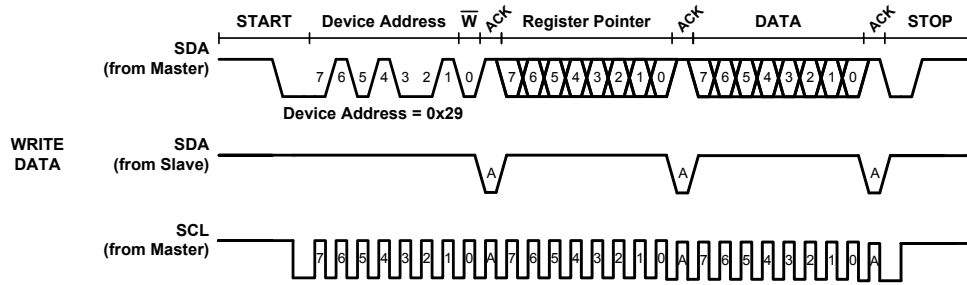 START Device Address W ACK Register Pointer ACK DATA ACK STOP
SDA
(from Master)
7 6 5 4 3 2 1 0 7 6 5 4 3 2 1 0 7 6 5 4 3 2 1 0
Device Address = 0x29
WRITE
DATA
SDA
(from Slave)
A A A
SCL
(from Master)
7 6 5 4 3 2 1 0 A 7 6 5 4 3 2 1 0 A 7 6 5 4 3 2 1 0 A